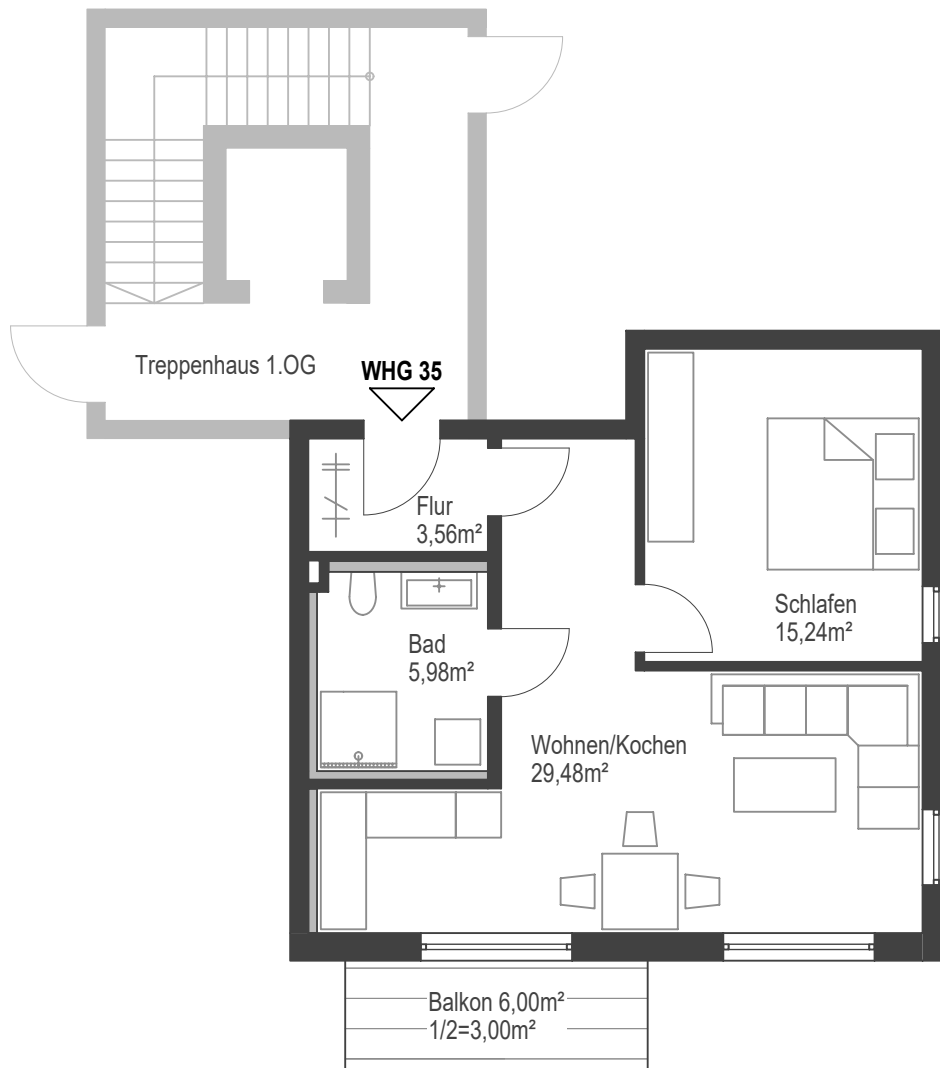 Treppenhaus 1.OG
WHG 35
Flur
3,56m²
Schlafen
15,24m²
Bad
5,98m²
Wohnen/Kochen
29,48m²
Balkon 6,00m²
1/2=3,00m²